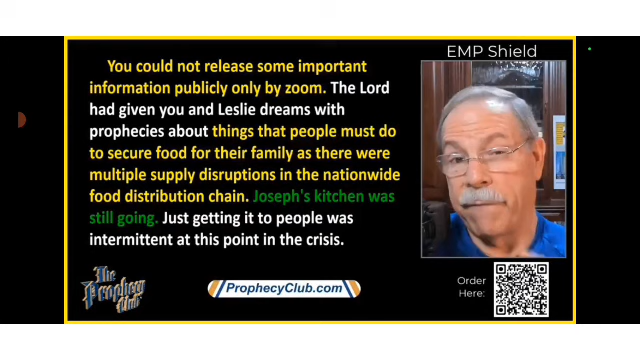 EMP Shield
You could not release some important
information publicly only by zoom. The Lord
had given you and Leslie dreams with
prophecies about things that people must do
to secure food for their family as there were
multiple supply disruptions in the nationwide
food distribution chain. Joseph's kitchen was
still going. Just getting it to people was
intermittent at this point in the crisis.
The
Prophecy
Club
ProphecyClub.com
Order
Here: